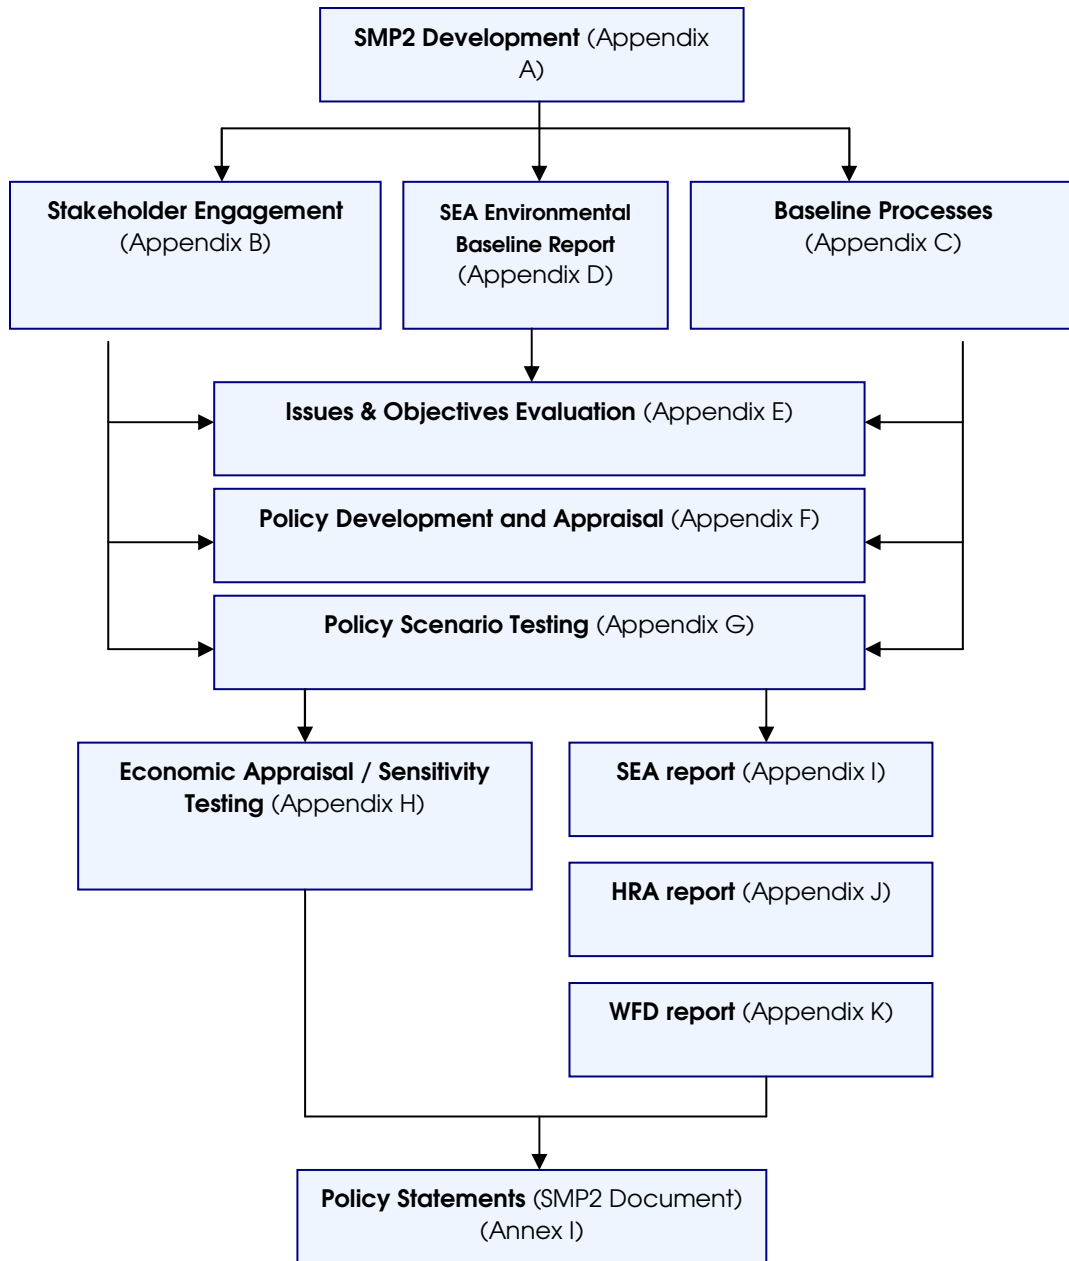 SMP2 Development (Appendix
A)
Stakeholder Engagement
(Appendix B)
SEA Environmental
Baseline Report
(Appendix D)
Baseline Processes
(Appendix C)
Issues & Objectives Evaluation (Appendix E)
Policy Development and Appraisal (Appendix F)
Policy Scenario Testing (Appendix G)
Economic Appraisal / Sensitivity
Testing (Appendix H)
SEA report (Appendix I)
HRA report (Appendix J)
WFD report (Appendix K)
Policy Statements (SMP2 Document)
(Annex I)